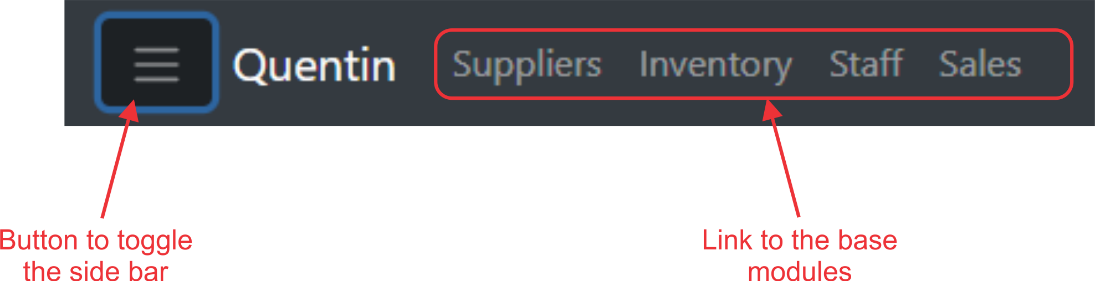 Quentin Suppliers Inventory Staff Sales
Button to toggle
the side bar
Link to the base
modules